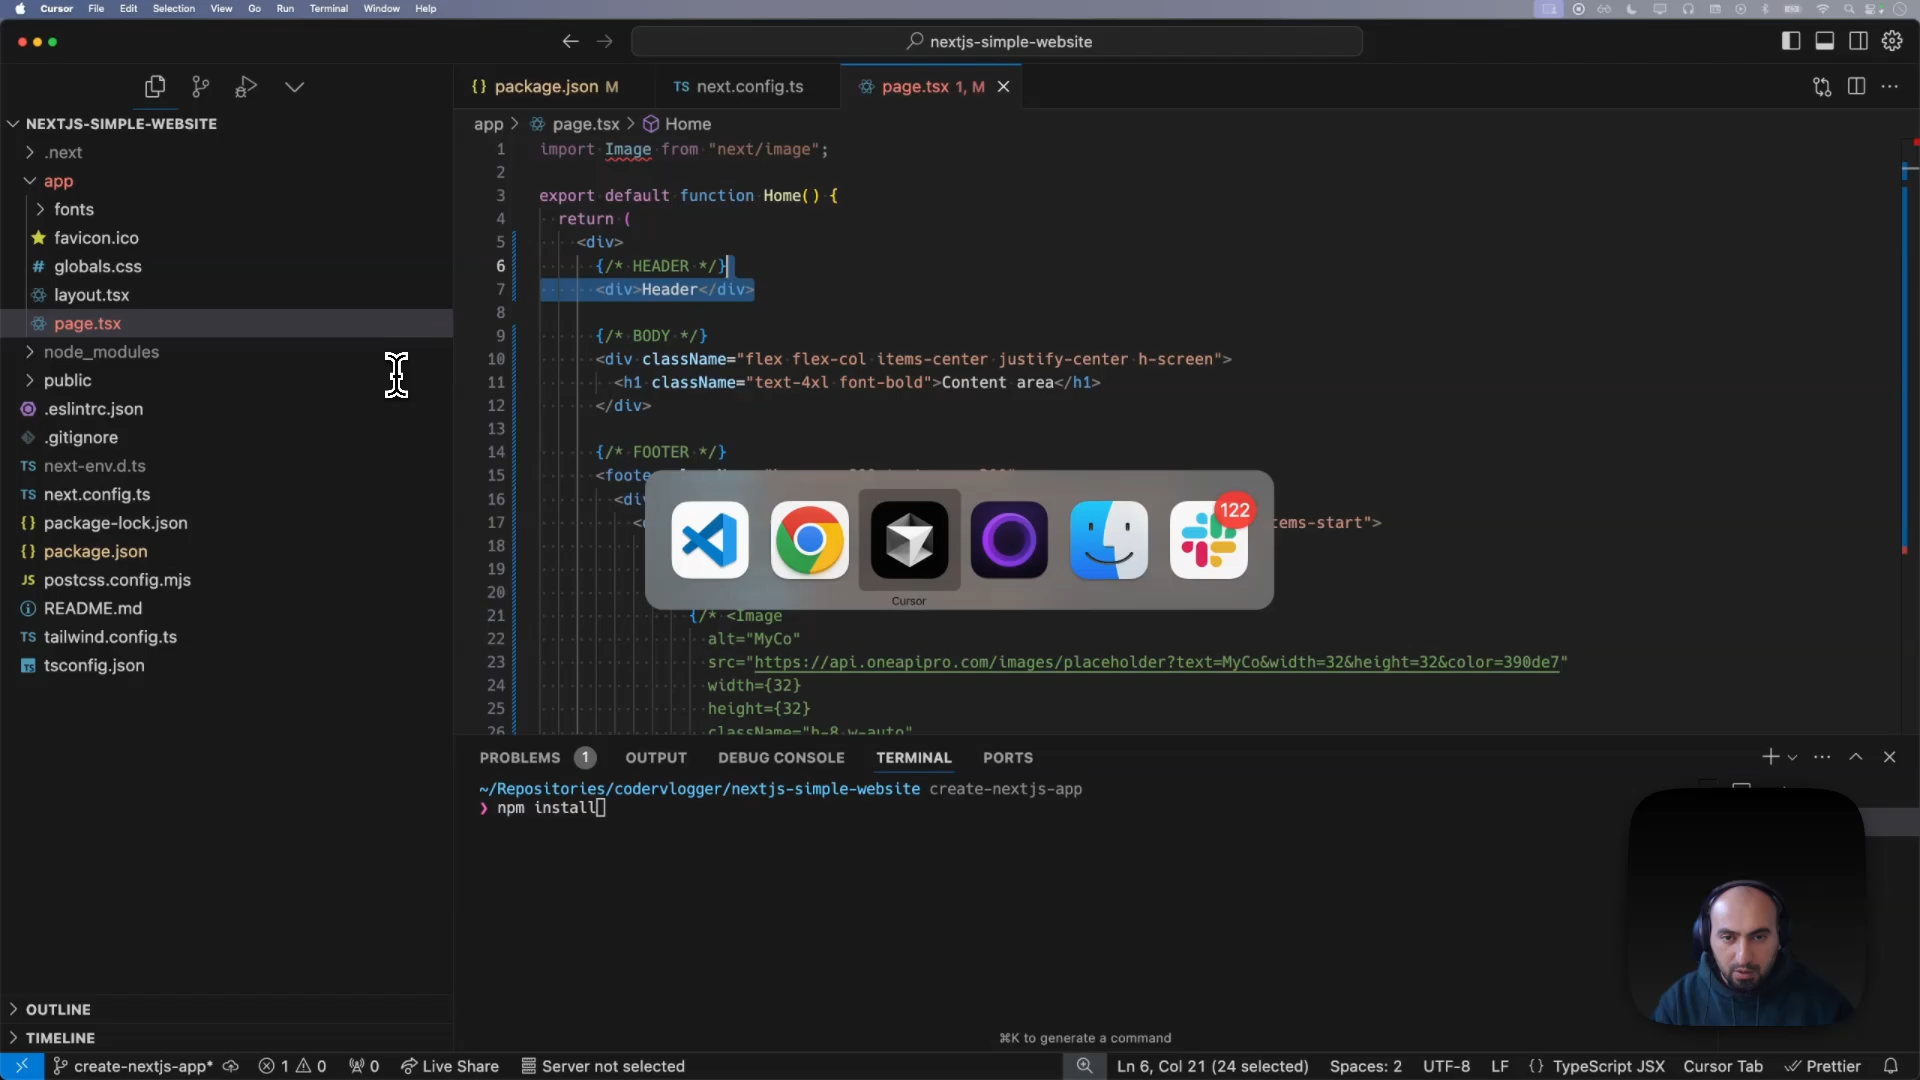 Cursor File Edit Selection View Go Run Terminal Window Help
nextjs-simple-website
NEXTJS-SIMPLE-WEBSITE
.next
app
fonts
favicon.ico
# globals.css
layout.tsx
page.tsx
node_modules
public
.eslintrc.json
.gitignore
TS next-env.d.ts
TS next.config.ts
{} package-lock.json
{} package.json
JS postcss.config.mjs
README.md
TS tailwind.config.ts
TS tsconfig.json
OUTLINE
TIMELINE
{} package.json M
TS next.config.ts
page.tsx 1, M
app > page.tsx > Home
1 import Image from "next/image";
2
3 export default function Home() {
4 return (
5 <div>
6 {/* HEADER */}
7 <div>Header</div>
8
9 {/* BODY */}
10 <div className="flex flex-col items-center justify-center h-screen">
11 <h1 className="text-4xl font-bold">Content area</h1>
12 </div>
13
14 {/* FOOTER */}
15 <foote
16 <di
17 tems-start">
18
19
20
21 {/* <Image
22 alt="MyCo"
23 src="https://api.oneapipro.com/images/placeholder?text=MyCo&width=32&height=32&color=390de7"
24 width={32}
25 height={32}
26 className="h-8 w-auto"
122
Cursor
PROBLEMS 1 OUTPUT DEBUG CONSOLE TERMINAL PORTS
~/Repositories/codervlogger/nextjs-simple-website create-nextjs-app
❯ npm install
⌘K to generate a command
create-nextjs-app* 1 0 0 Live Share Server not selected
Ln 6, Col 21 (24 selected) Spaces: 2 UTF-8 LF {} TypeScript JSX Cursor Tab Prettier